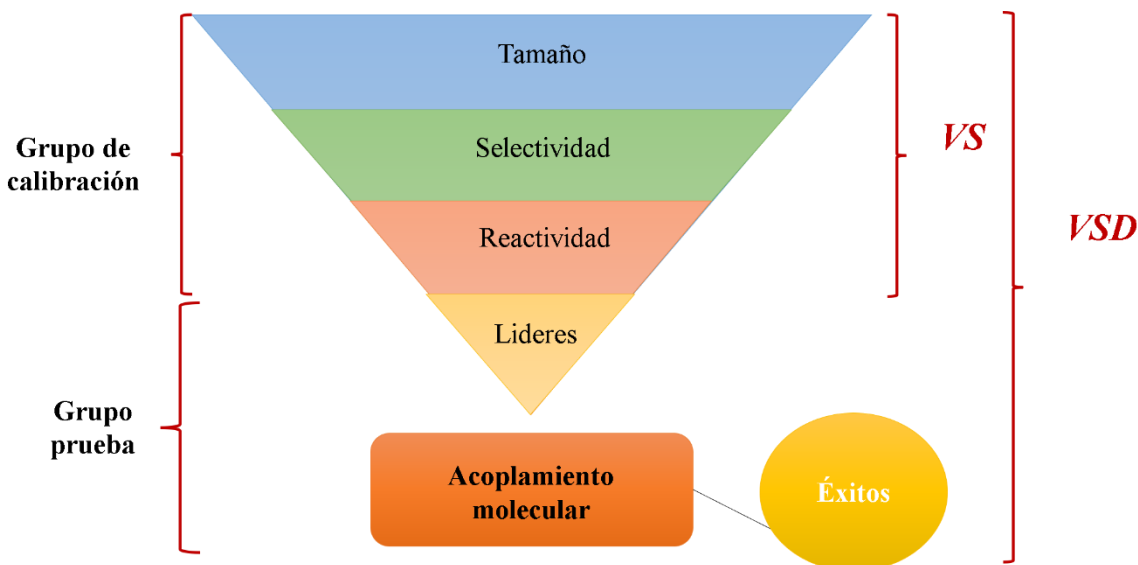 Tamaño
Selectividad
Reactividad
Lideres
Grupo de
calibración
Grupo
prueba
VS
VSD
Acoplamiento
molecular
Éxitos